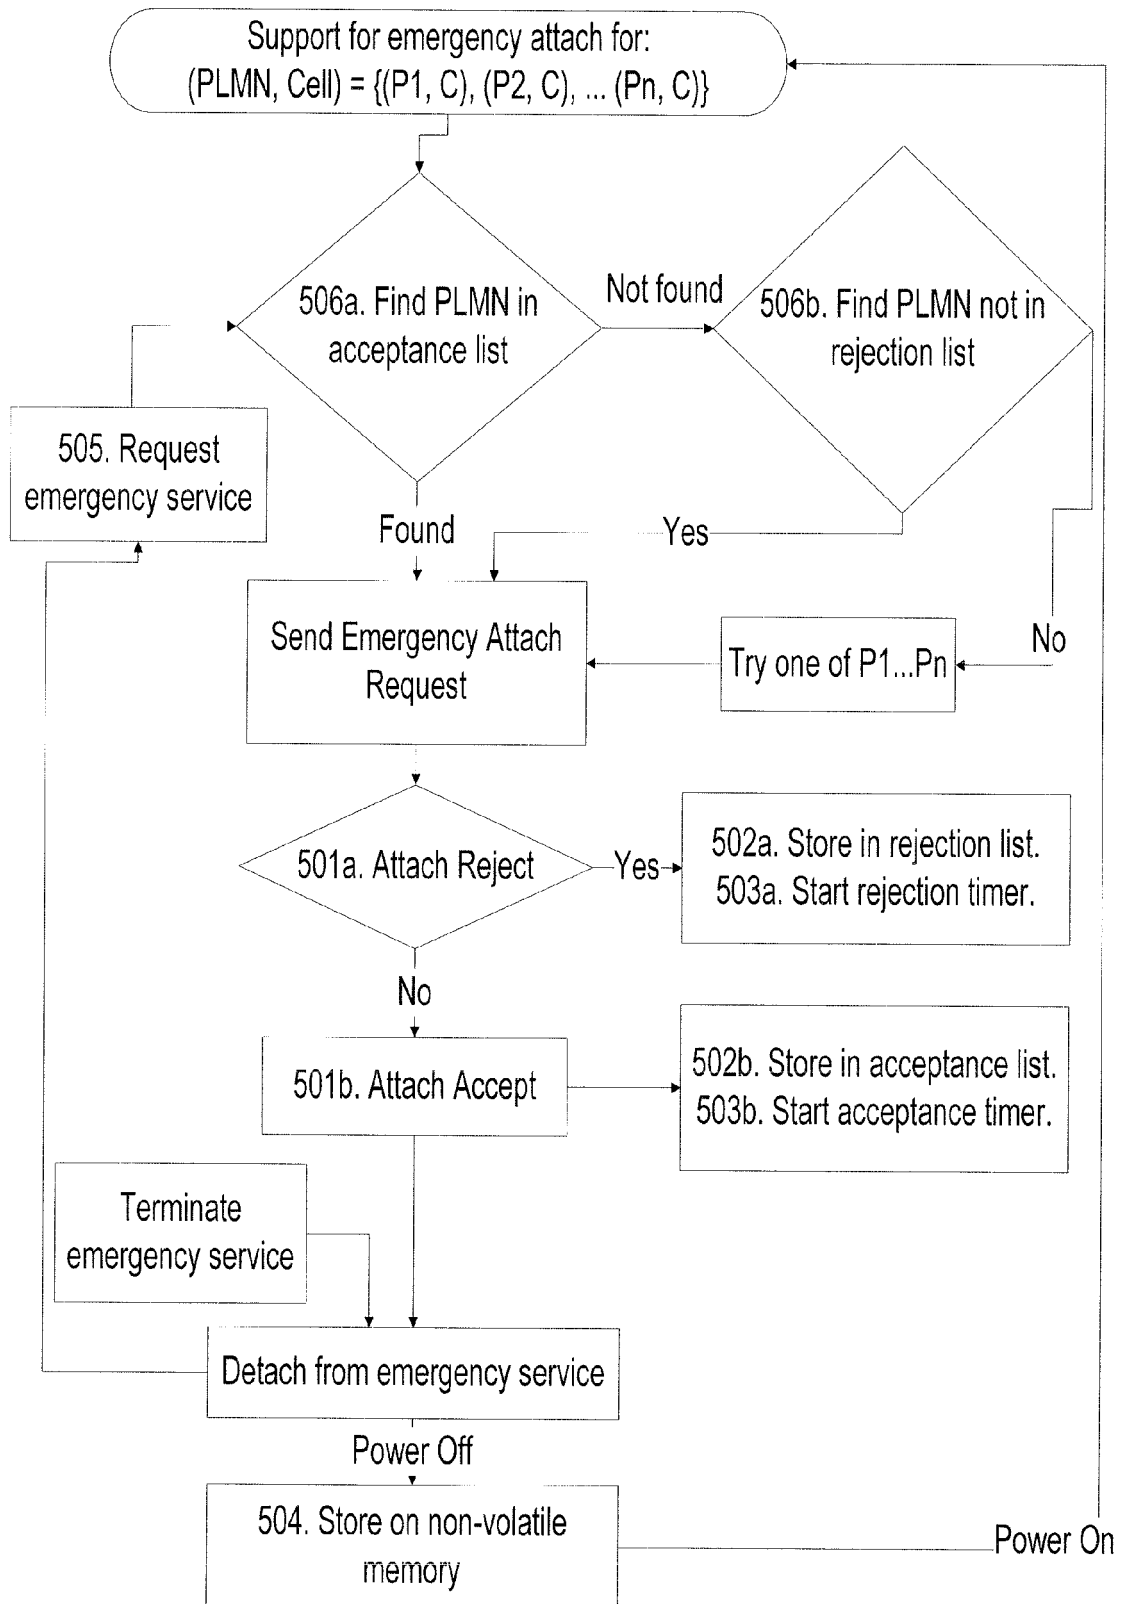 Support for emergency attach for:
(PLMN, Cell) = {(P1, C), (P2, C), ... (Pn, C)}
506a. Find PLMN in
acceptance list
Not found
506b. Find PLMN not in
rejection list
505. Request
emergency service
Found
Yes
Send Emergency Attach
Request
Try one of P1...Pn
No
501a. Attach Reject
Yes
502a. Store in rejection list.
503a. Start rejection timer.
No
501b. Attach Accept
502b. Store in acceptance list.
503b. Start acceptance timer.
Terminate
emergency service
Detach from emergency service
Power Off
504. Store on non-volatile
memory
Power On